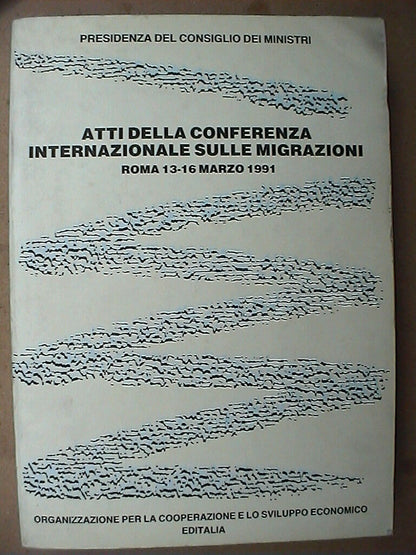 PRESIDENZA DEL CONSIGLIO DEI MINISTRI
ATTI DELLA CONFERENZA
INTERNAZIONALE SULLE MIGRAZIONI
ROMA 13-16 MARZO 1991
ORGANIZZAZIONE PER LA COOPERAZIONE E LO SVILUPPO ECONOMICO
EDITALIA